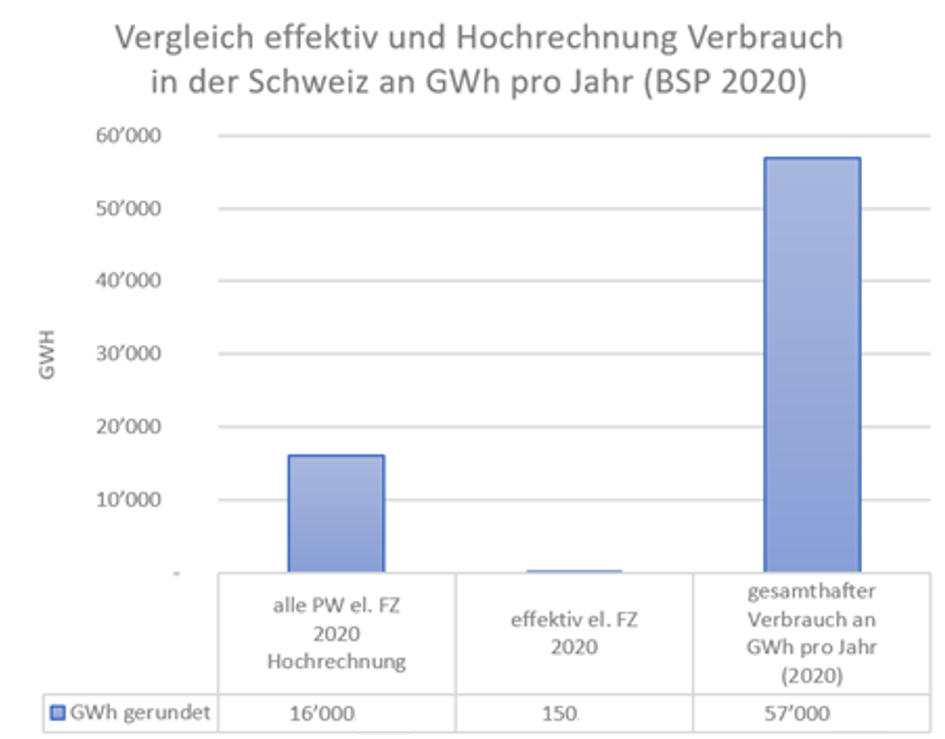 Vergleich effektiv und Hochrechnung Verbrauch
in der Schweiz an GWh pro Jahr (BSP 2020)
60’000
50’000
40’000
30’000
20’000
10’000
-
GWH
alle PW el. FZ
2020
Hochrechnung
effektiv el. FZ
2020
gesamthafter
Verbrauch an
GWh pro Jahr
(2020)
GWh gerundet 16’000 150 57’000